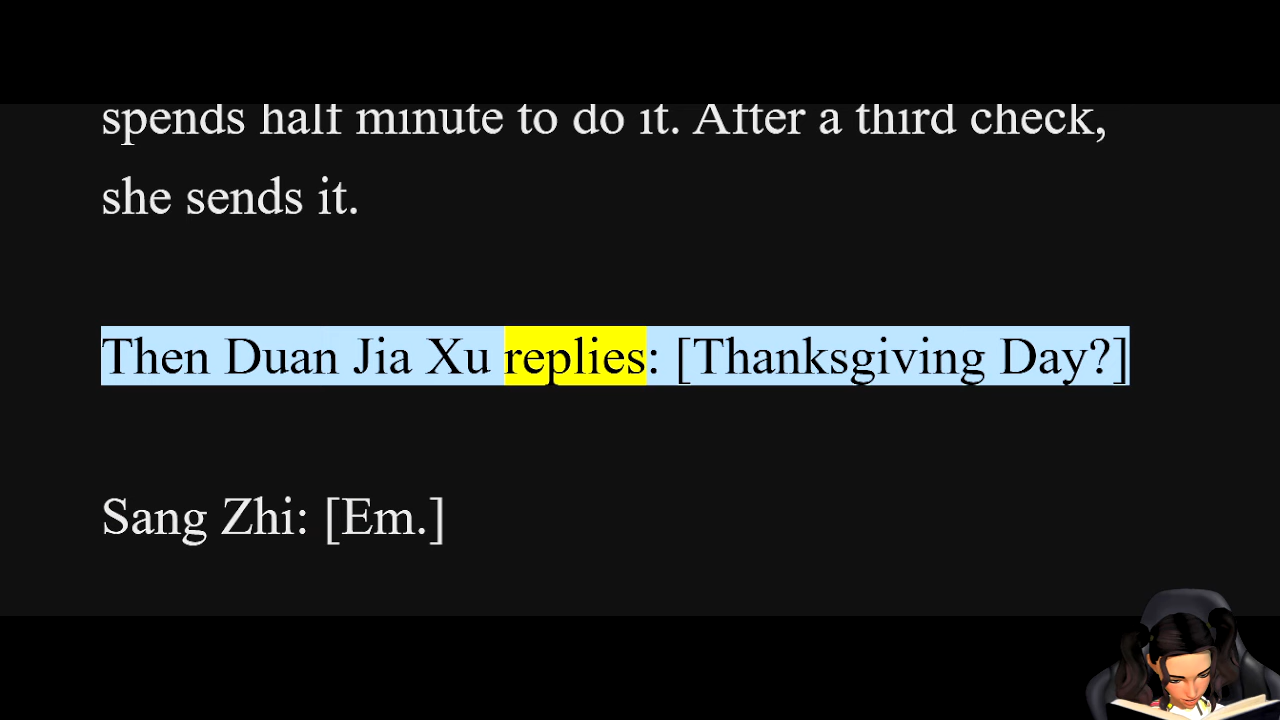 spends half minute to do it. After a third check,
she sends it.
Then Duan Jia Xu replies: [Thanksgiving Day?]
Sang Zhi: [Em.]